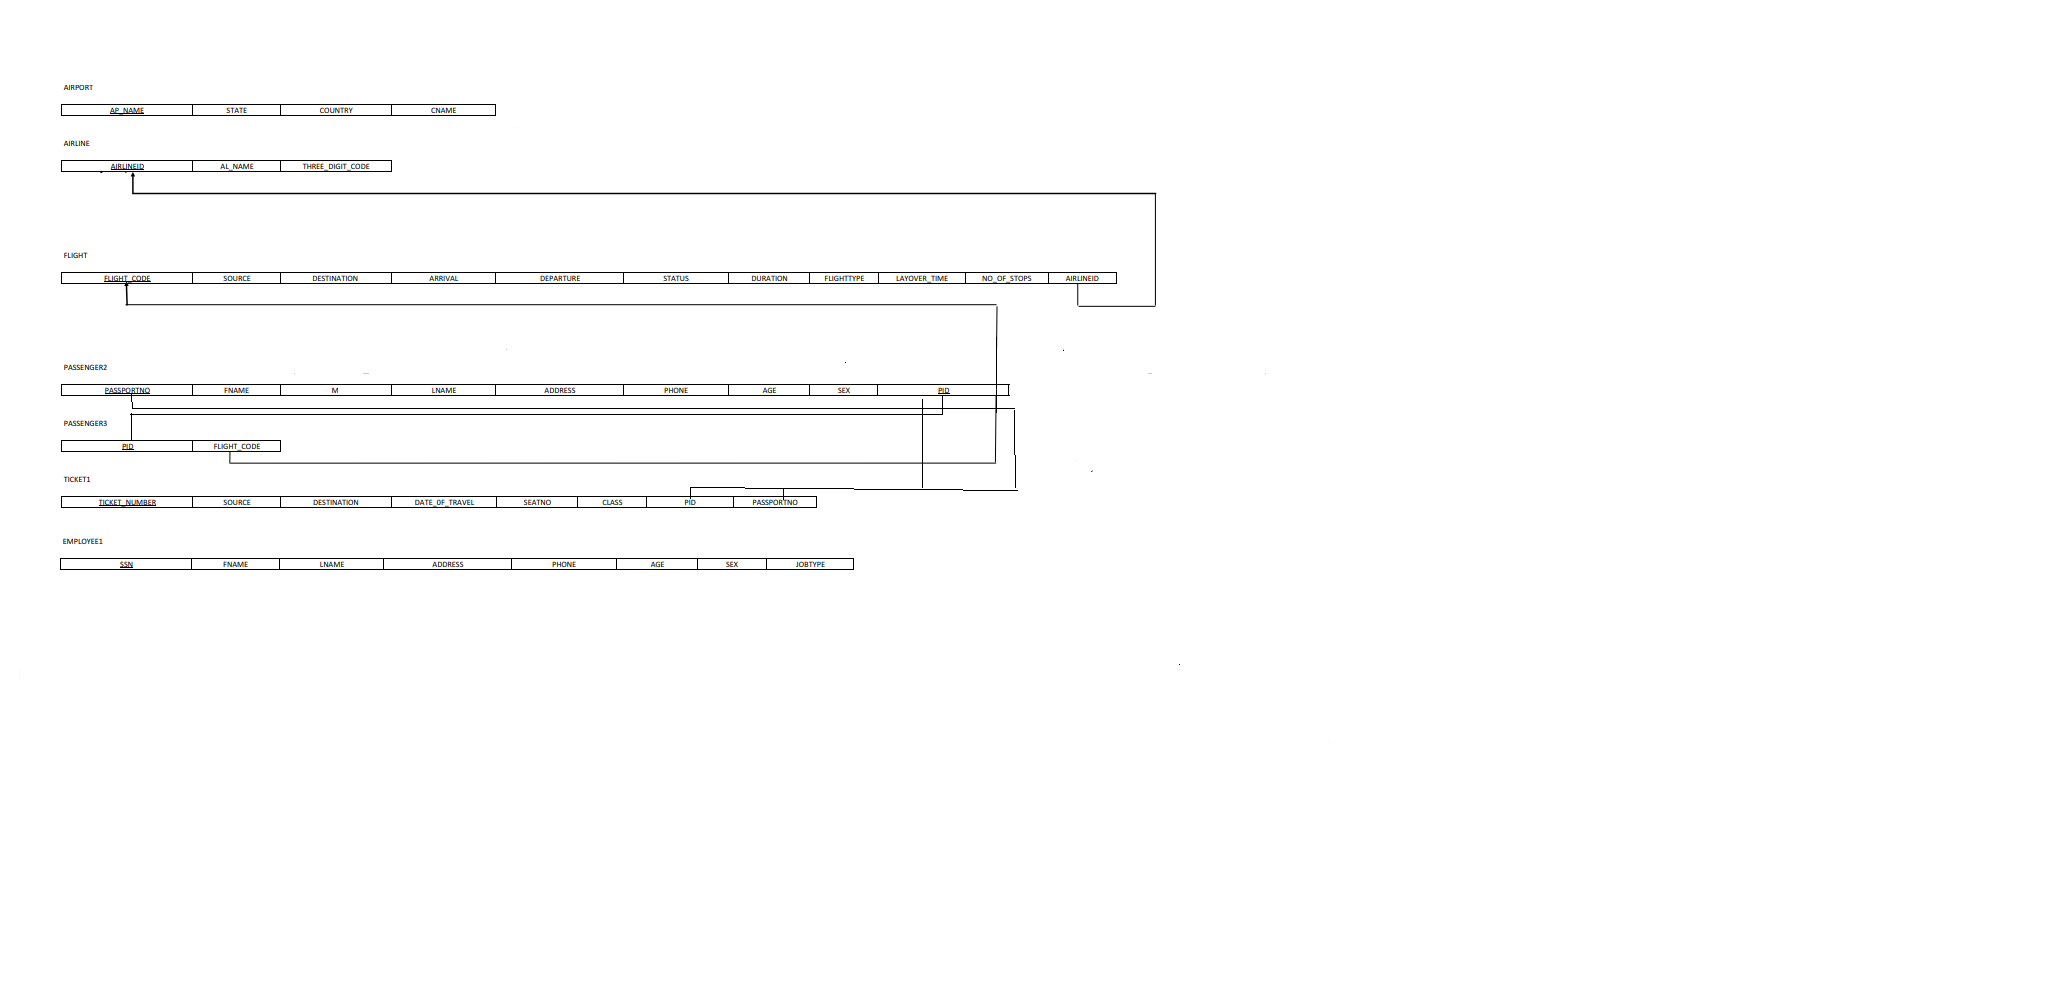 AIRPORT
AP_NAME STATE COUNTRY CNAME
AIRLINE
AIRLINEID AL_NAME THREE_DIGIT_CODE
FLIGHT
FLIGHT_CODE SOURCE DESTINATION ARRIVAL DEPARTURE STATUS DURATION FLIGHTTYPE LAYOVER_TIME NO_OF_STOPS AIRLINEID
PASSENGER2
PASSPORTNO FNAME M LNAME ADDRESS PHONE AGE SEX PID
PASSENGER3
PID FLIGHT_CODE
TICKET1
TICKET_NUMBER SOURCE DESTINATION DATE_0F_TRAVEL SEATNO CLASS PID PASSPORTNO
EMPLOYEE1
SSN FNAME LNAME ADDRESS PHONE AGE SEX JOBTYPE